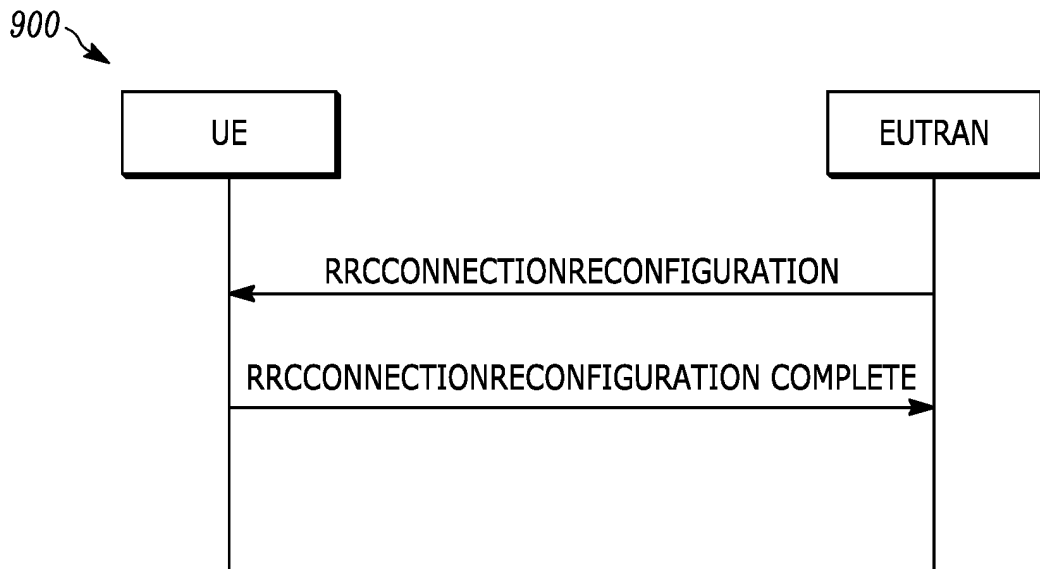 900
UE
EUTRAN
RRCCONNECTIONRECONFIGURATION
RRCCONNECTIONRECONFIGURATION COMPLETE